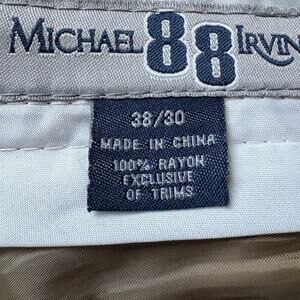 MICHAEL 88 IRVIN
38/30
MADE IN CHINA
100% RAYON
EXCLUSIVE
OF TRIMS